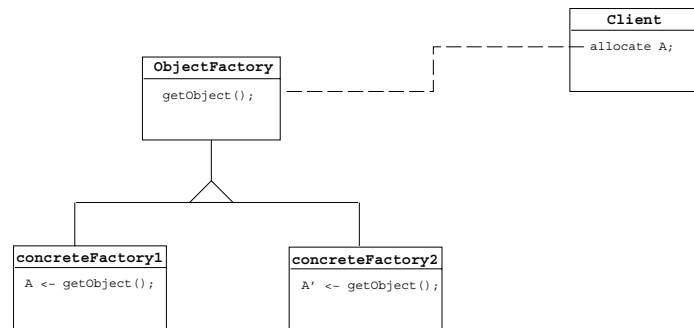 Client
allocate A;
ObjectFactory
getObject();
concreteFactory1
A <- getObject();
concreteFactory2
A' <- getObject();